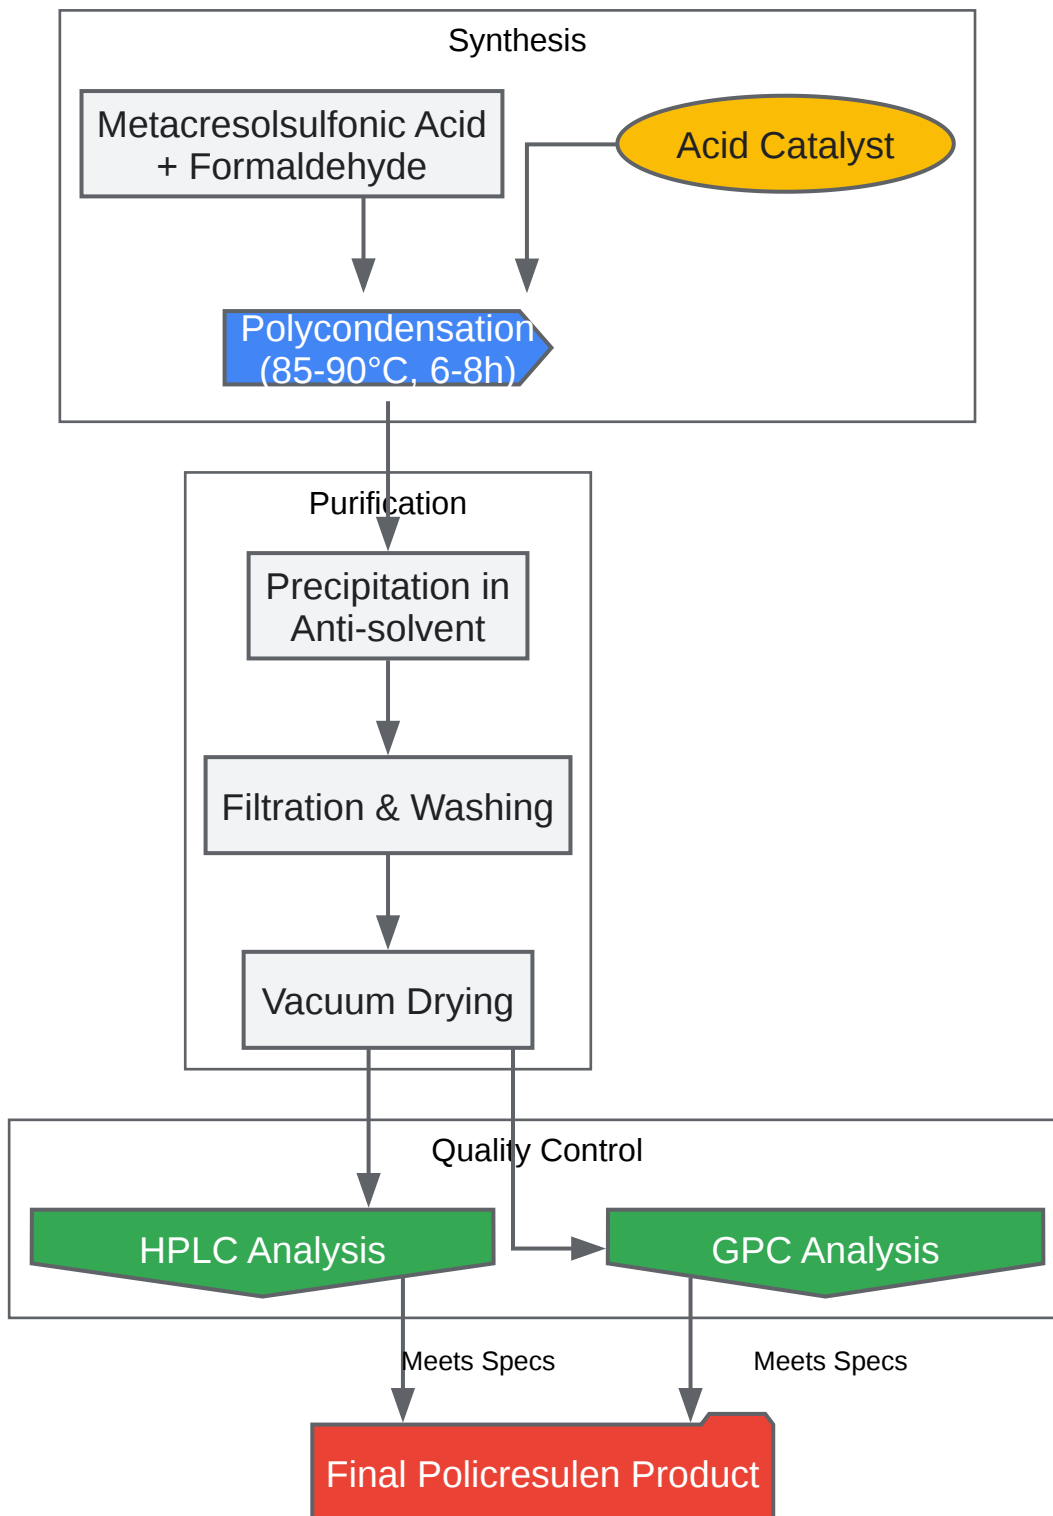 Synthesis
Metacresolsulfonic Acid
+ Formaldehyde
Acid Catalyst
Polycondensation
(85-90°C, 6-8h)
Purification
Precipitation in
Anti-solvent
Filtration & Washing
Vacuum Drying
Quality Control
HPLC Analysis
GPC Analysis
Meets Specs
Meets Specs
Final Policresulen Product